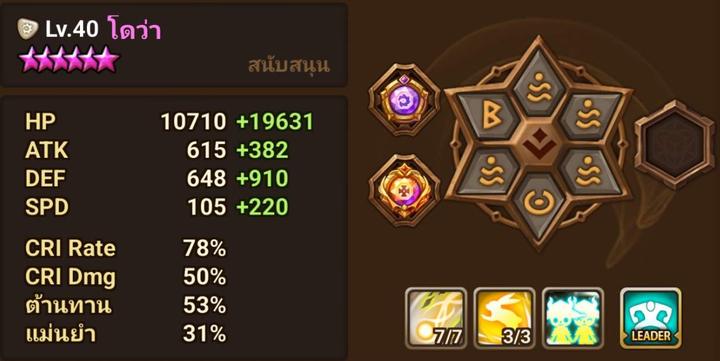 Lv.40 โดว่า
สนับสนุน
HP 10710 +19631
ATK 615 +382
DEF 648 +910
SPD 105 +220
CRI Rate 78%
CRI Dmg 50%
ต้านทาน 53%
แม่นยำ 31%
7/7 3/3 LEADER